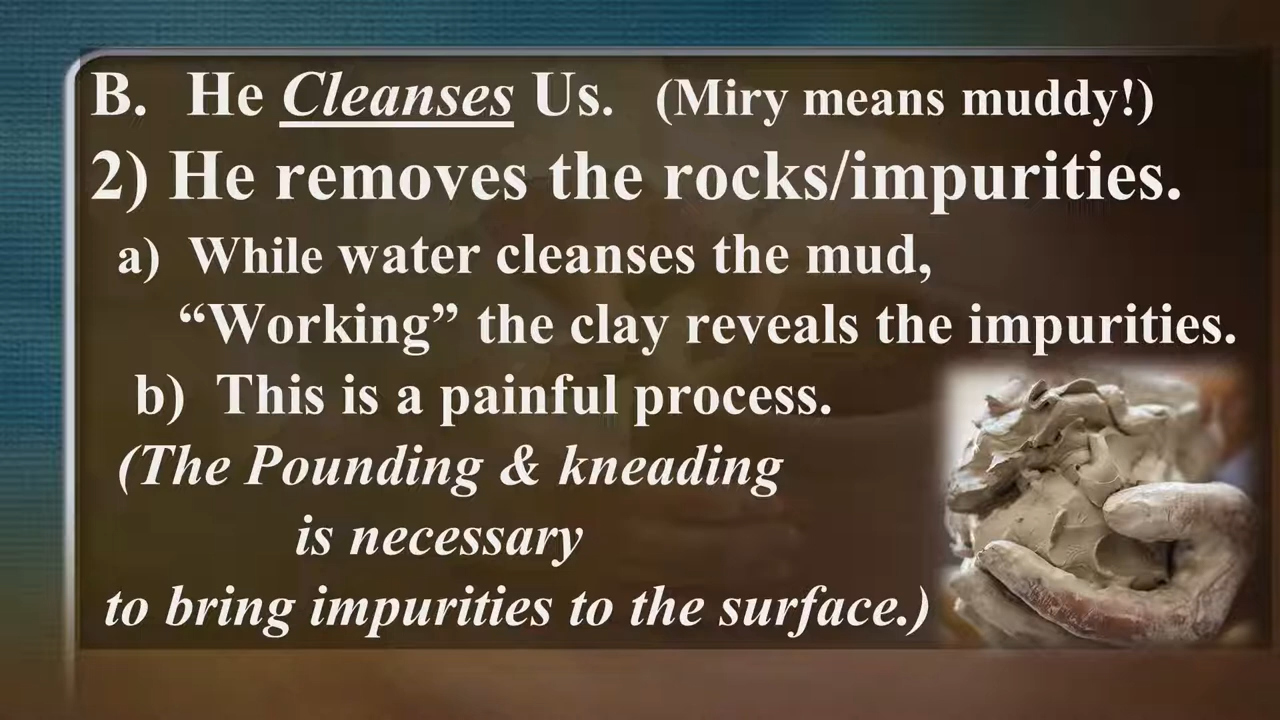 B. He Cleanses Us. (Miry means muddy!)
2) He removes the rocks/impurities.
a) While water cleanses the mud,
“Working” the clay reveals the impurities.
b) This is a painful process.
(The Pounding & kneading
is necessary
to bring impurities to the surface.)